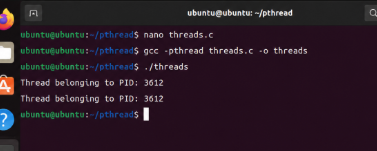 ubuntu@ubuntu: ~/pthread
ubuntu@ubuntu:~/pthread$ nano threads.c
ubuntu@ubuntu:~/pthread$ gcc -pthread threads.c -o threads
ubuntu@ubuntu:~/pthread$ ./threads
Thread belonging to PID: 3612
Thread belonging to PID: 3612
ubuntu@ubuntu:~/pthread$